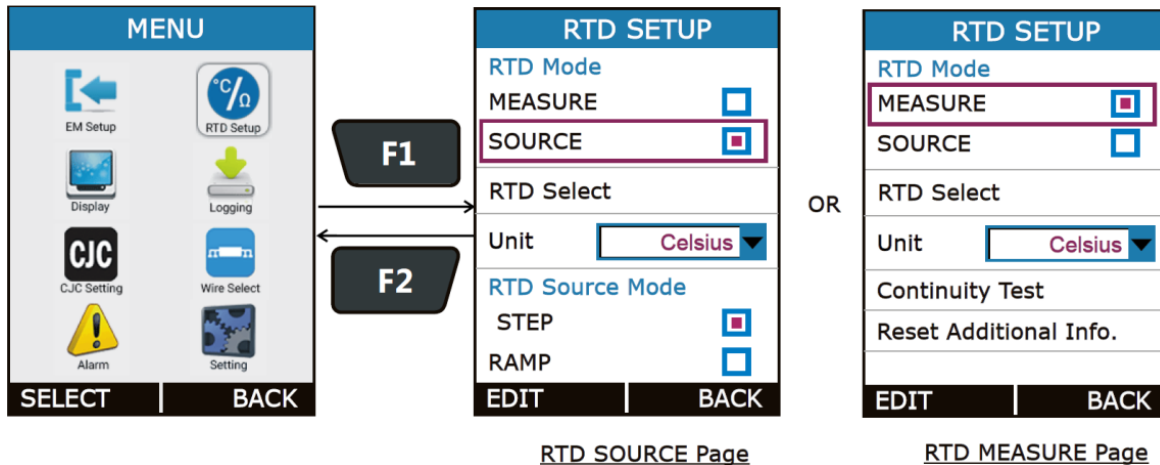 MENU
EM Setup
°C/Ω
RTD Setup
Display
Logging
CJC
CJC Setting
Wire Select
Alarm
Setting
SELECT BACK
F1
F2
RTD SETUP
RTD Mode
MEASURE
SOURCE
RTD Select
Unit Celsius
RTD Source Mode
STEP
RAMP
EDIT BACK
RTD SOURCE Page
OR
RTD SETUP
RTD Mode
MEASURE
SOURCE
RTD Select
Unit Celsius
Continuity Test
Reset Additional Info.
EDIT BACK
RTD MEASURE Page